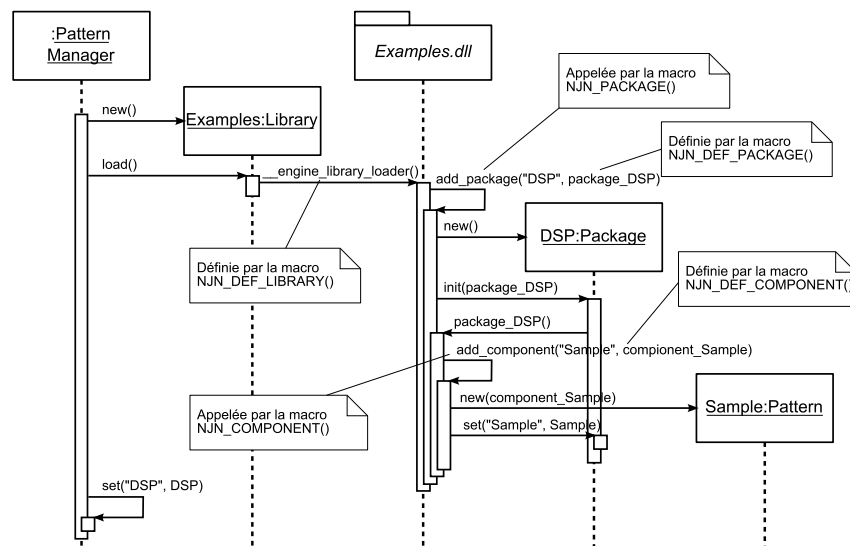 :Pattern
Manager
Examples.dll
Appelée par la macro
NJN_PACKAGE()
new()
Examples:Library
Définie par la macro
NJN_DEF_PACKAGE()
load()
__engine_library_loader()
add_package("DSP", package_DSP)
new()
DSP:Package
Définie par la macro
NJN_DEF_LIBRARY()
Définie par la macro
NJN_DEF_COMPONENT()
init(package_DSP)
package_DSP()
add_component("Sample", compionent_Sample)
new(component_Sample)
Sample:Pattern
Appelée par la macro
NJN_COMPONENT()
set("Sample", Sample)
set("DSP", DSP)